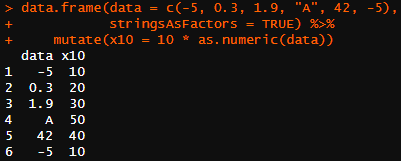 > data.frame(data = c(-5, 0.3, 1.9, "A", 42, -5),
+            stringsAsFactors = TRUE) %>%
+     mutate(x10 = 10 * as.numeric(data))
  data x10
1   -5  10
2  0.3  20
3  1.9  30
4    A  50
5   42  40
6   -5  10